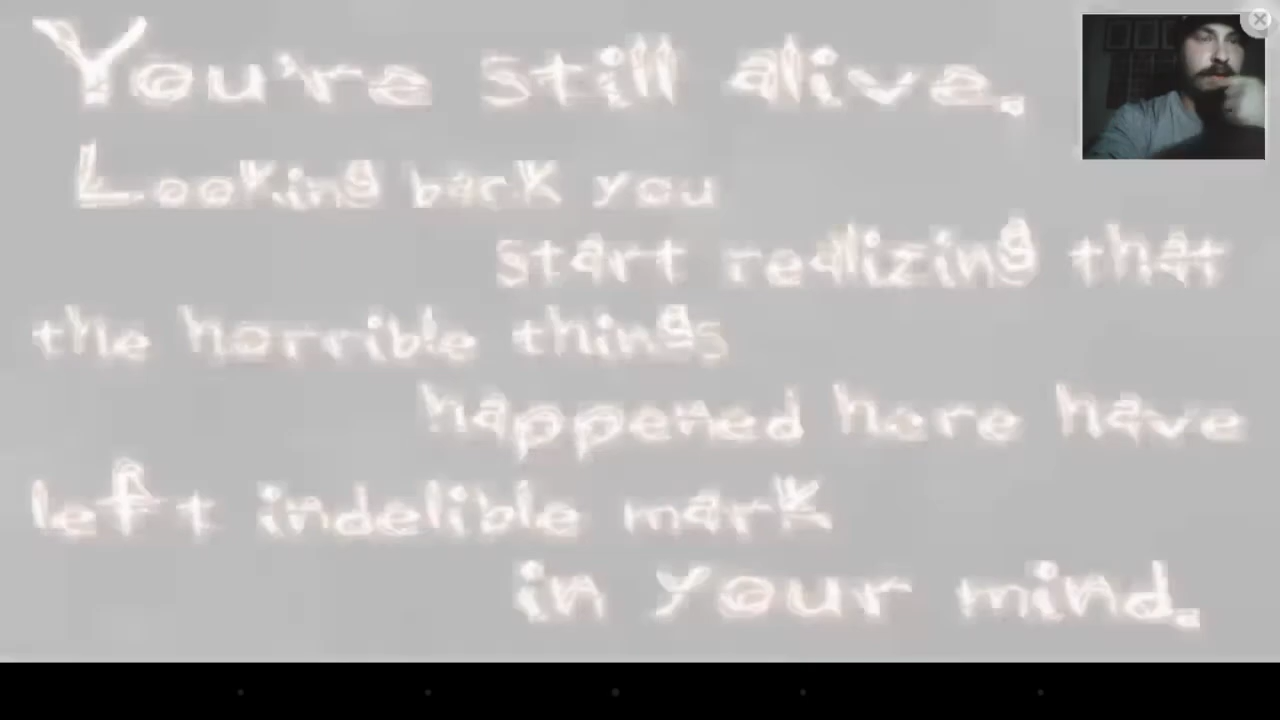 You're still alive.
Looking back you
start realizing that
the horrible things
happened here have
left indelible mark
in your mind.